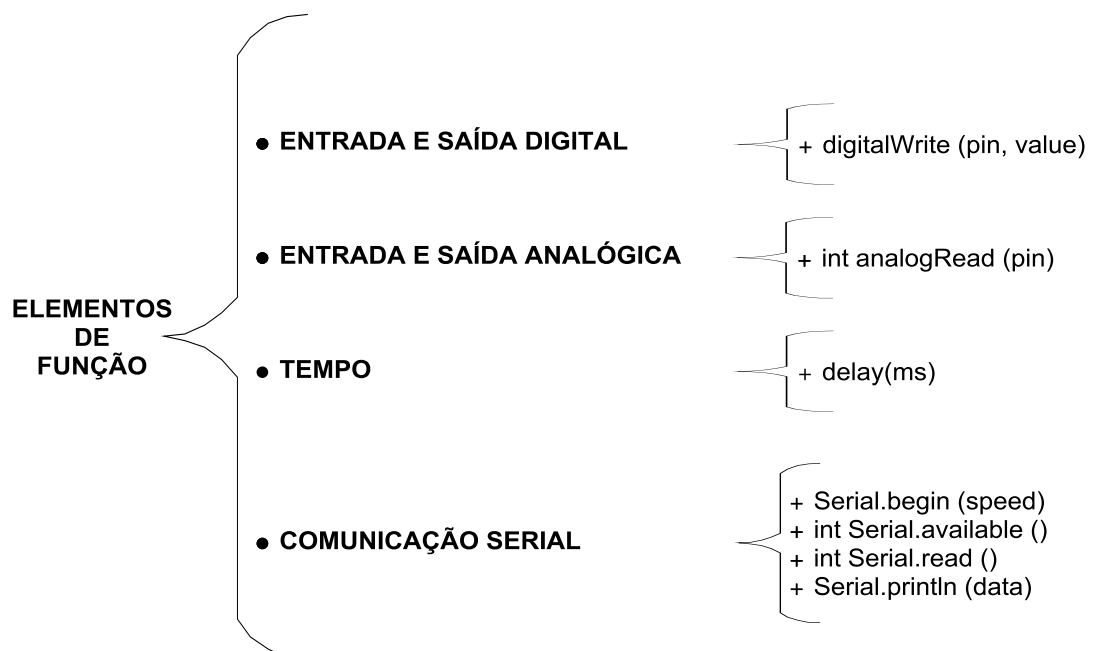 ELEMENTOS
DE
FUNÇÃO
● ENTRADA E SAÍDA DIGITAL
+ digitalWrite (pin, value)
● ENTRADA E SAÍDA ANALÓGICA
+ int analogRead (pin)
● TEMPO
+ delay(ms)
● COMUNICAÇÃO SERIAL
+ Serial.begin (speed)
+ int Serial.available ()
+ int Serial.read ()
+ Serial.println (data)